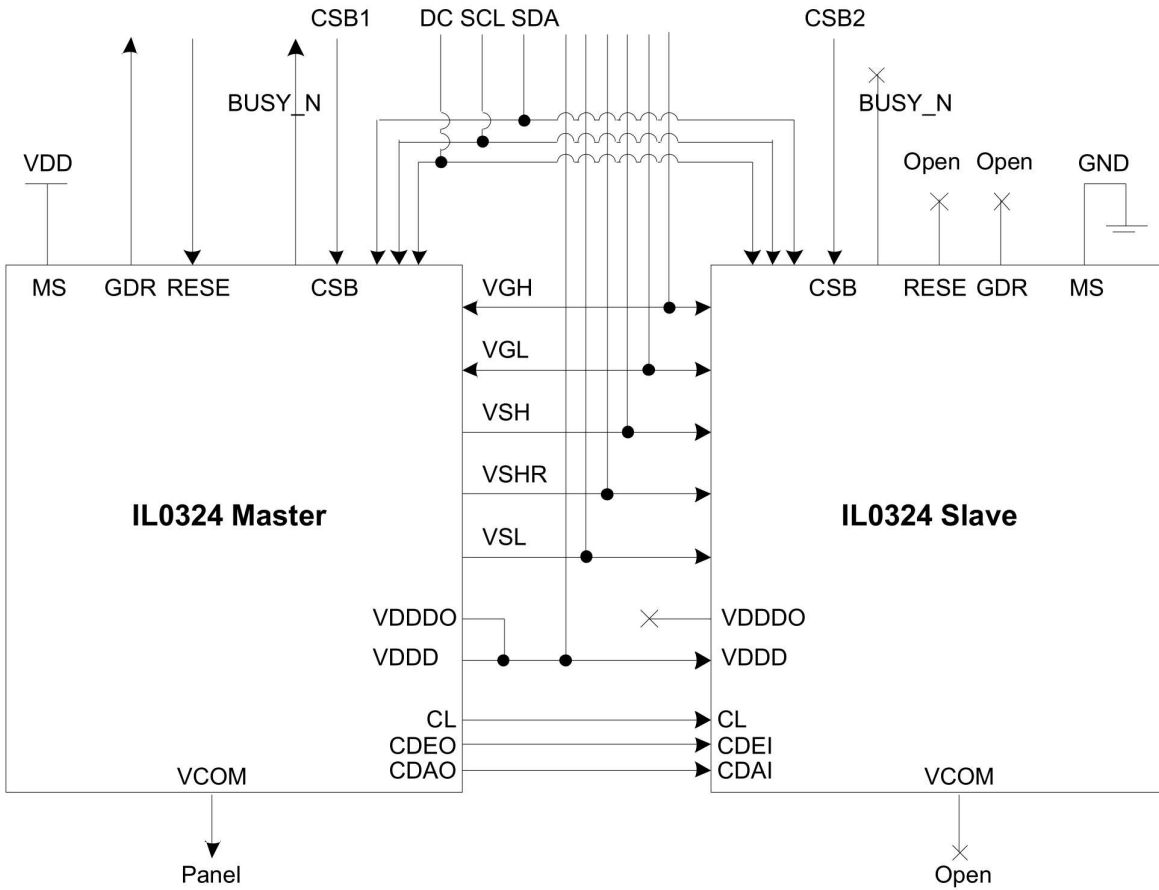 CSB1 DC SCL SDA CSB2
BUSY_N BUSY_N
VDD Open Open GND
MS GDR RESE CSB VGH CSB RESE GDR MS
VGL
VSH
VSHR
IL0324 Master IL0324 Slave
VSL
VDDDO VDDDO
VDDD VDDD
CL CL
CDEO CDEI
CDAO CDAI
VCOM VCOM
Panel Open